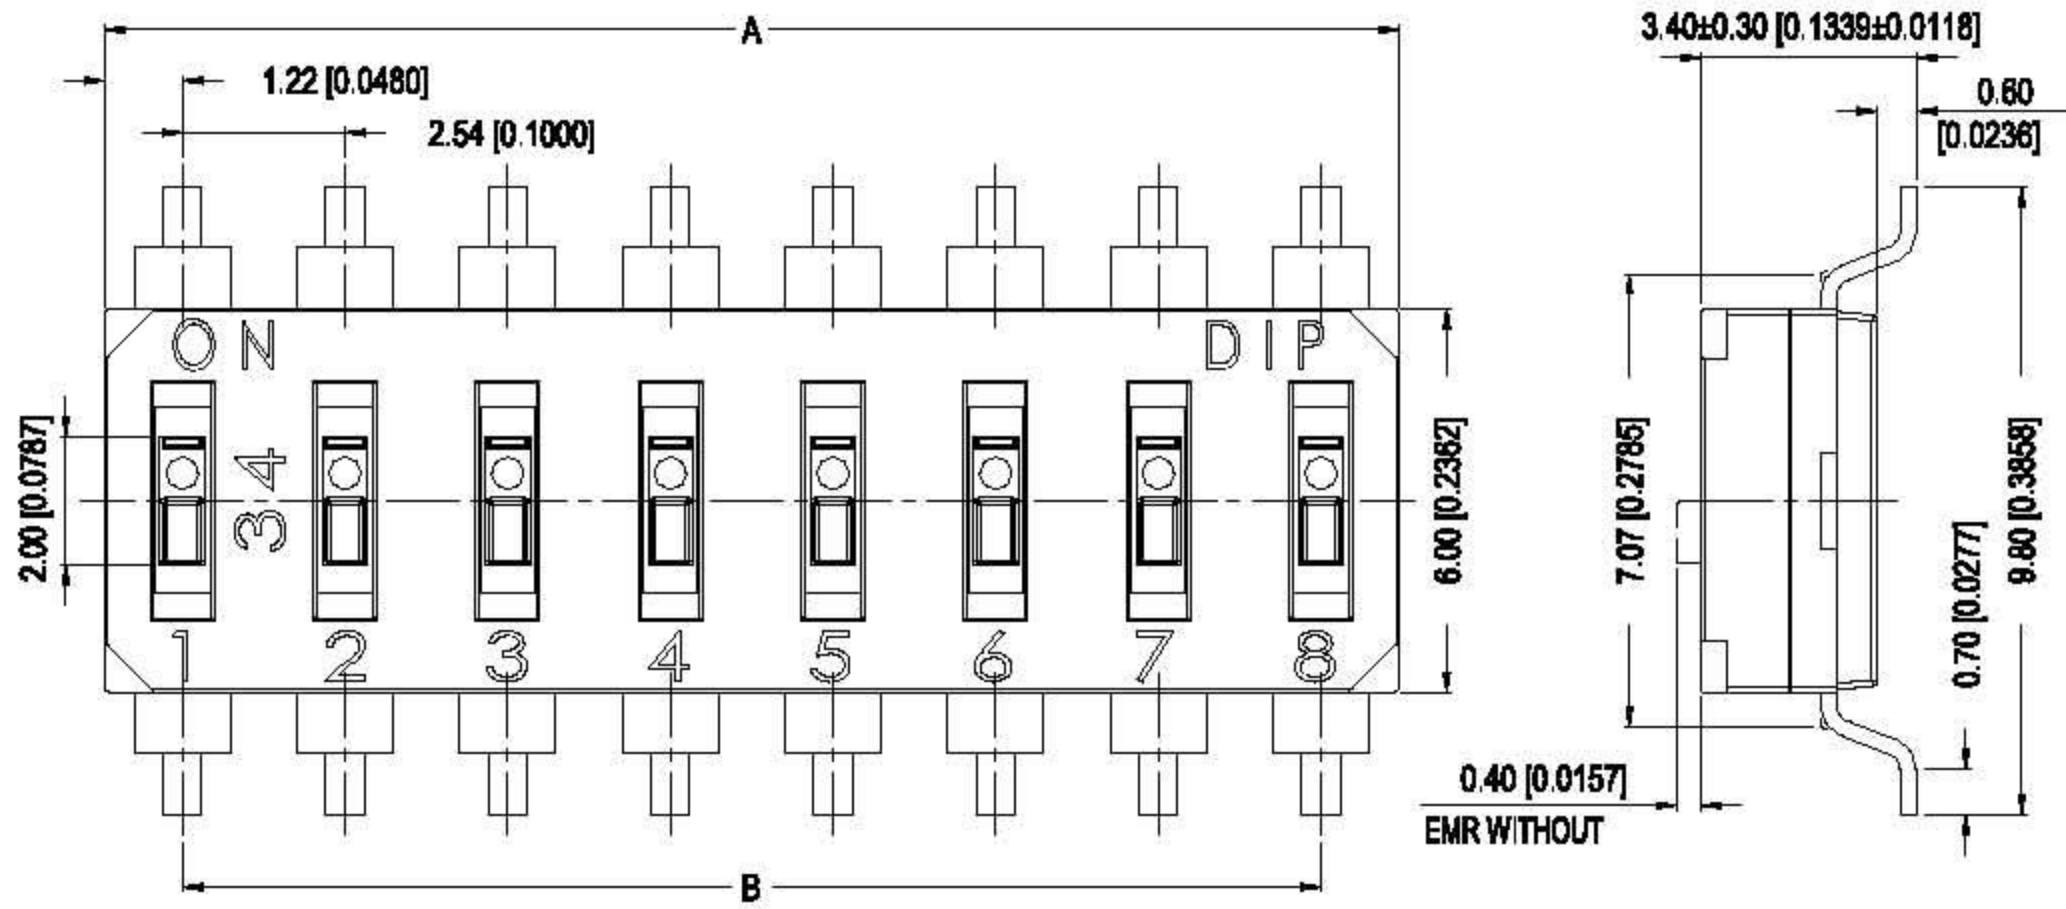 A
3.40±0.30 [0.1339±0.0118]
1.22 [0.0480]
0.60
[0.0236]
2.54 [0.1000]
ON
DIP
2.00 [0.0787]
3 4
6.00 [0.2362]
7.07 [0.2785]
9.80 [0.3858]
0.70 [0.0277]
1 2 3 4 5 6 7 8
0.40 [0.0157]
EMR WITHOUT
B